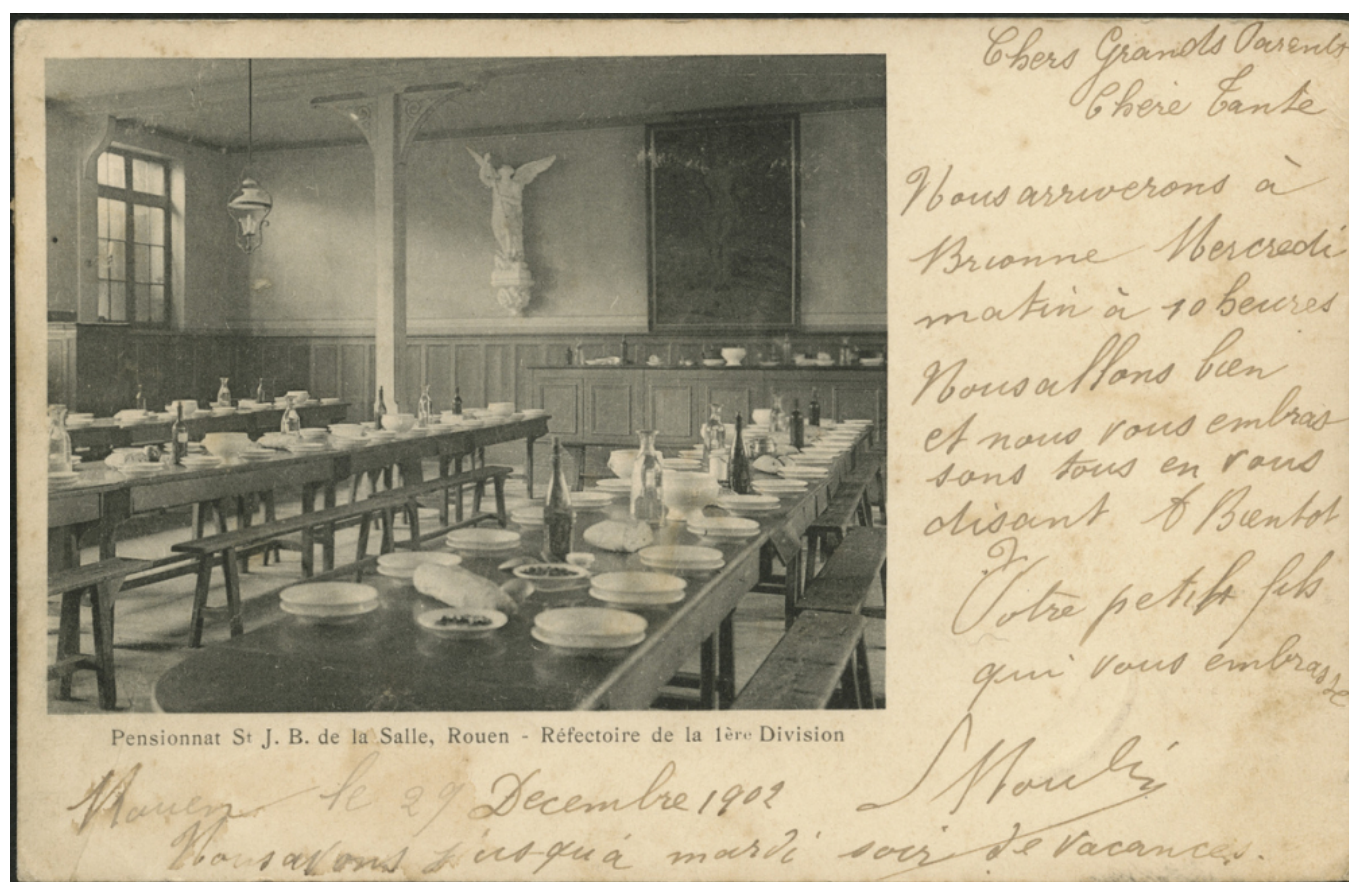 Chers Grands Parents
Chère Tante
Nous arriverons à
Brionne Mercredi
matin à 10 heures
Nous allons bien
et nous vous embras
sons tous en vous
disant A Bientot
Votre petit fils
qui vous embrasse
Moulin
Pensionnat St J. B. de la Salle, Rouen - Réfectoire de la 1ère Division
Rouen le 29 Decembre 1902
Nous avons jusqu'à mardi soir de vacances.